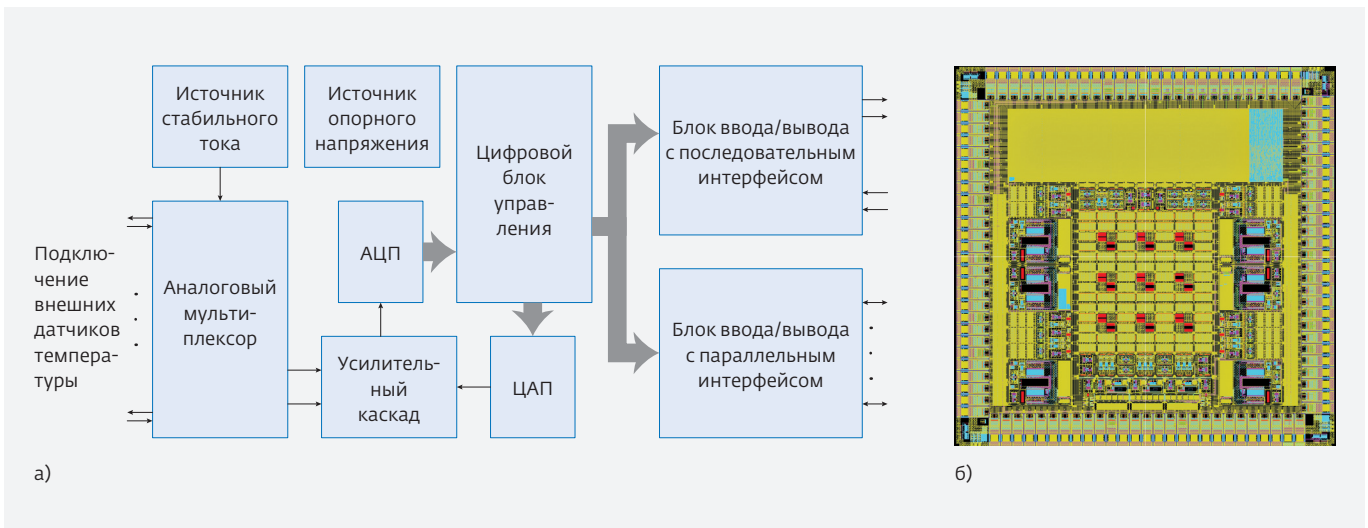 Источник
стабильного
тока
Источник
опорного
напряжения
Цифровой
блок
управ-
ления
Блок ввода/вывода
с последовательным
интерфейсом
Подклю-
чение
внешних
датчиков
темпера-
туры
Аналоговый
мульти-
плексор
АЦП
Усилитель-
ный
каскад
ЦАП
Блок ввода/вывода
с параллельным
интерфейсом
а)
б)